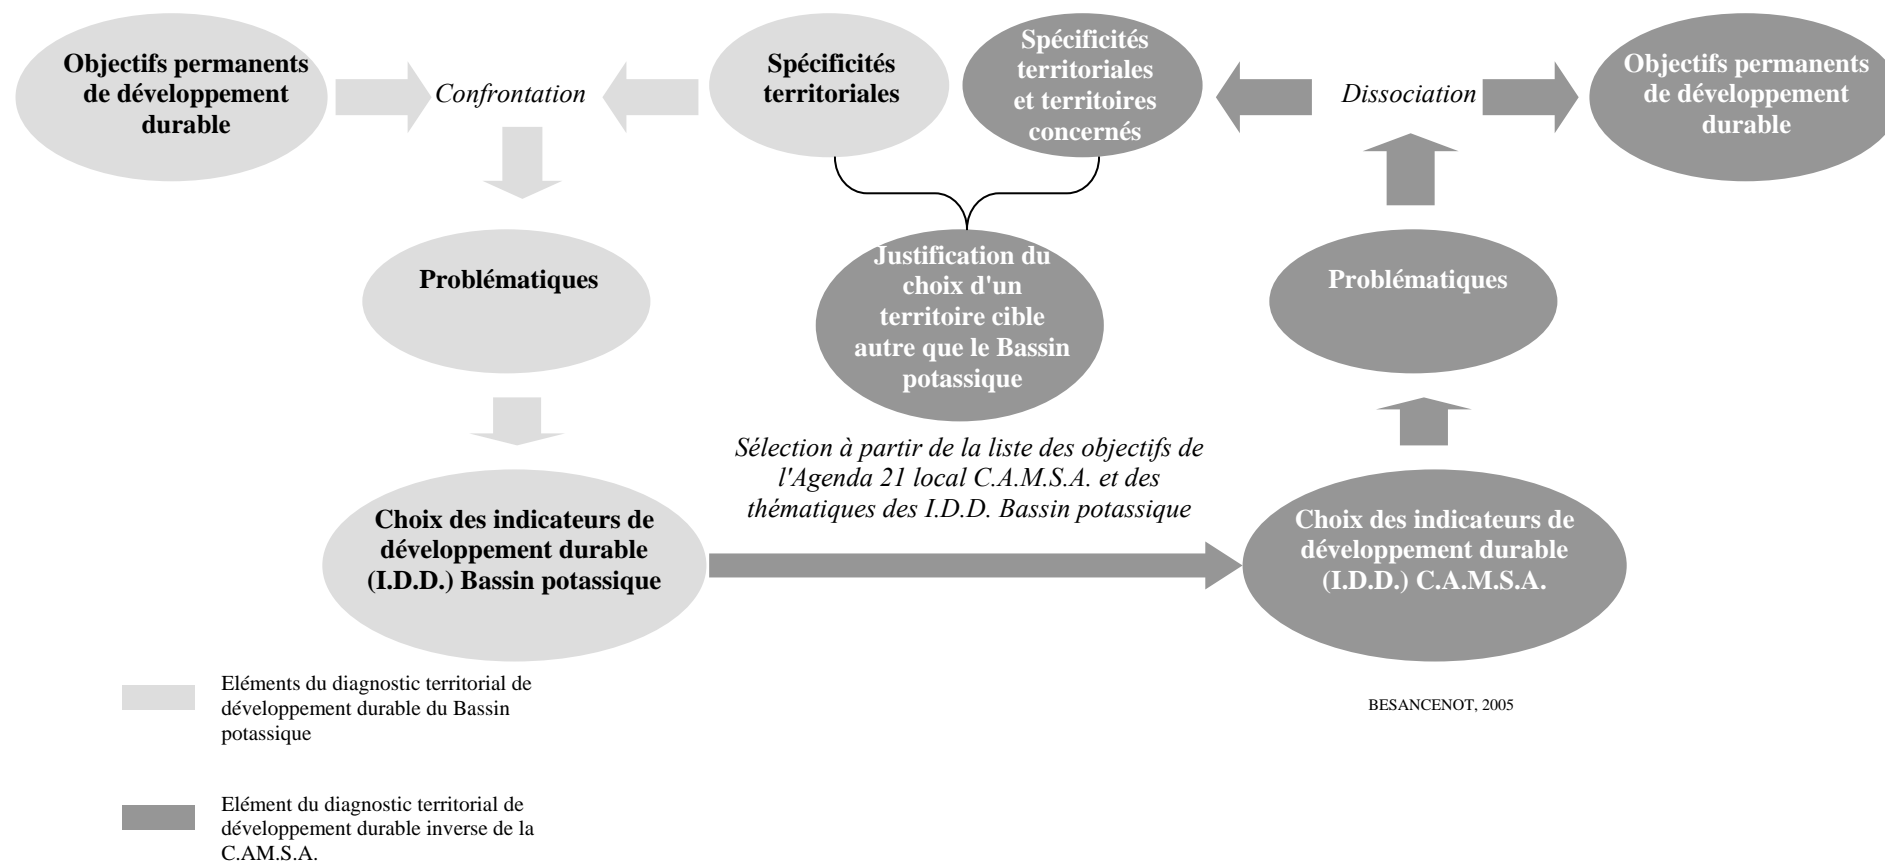 Objectifs permanents
de développement
durable
Confrontation
Spécificités
territoriales
Spécificités
territoriales
et territoires
concernés
Dissociation
Objectifs permanents
de développement
durable
Problématiques
Justification du
choix d'un
territoire cible
autre que le Bassin
potassique
Problématiques
Sélection à partir de la liste des objectifs de
l'Agenda 21 local C.A.M.S.A. et des
thématiques des I.D.D. Bassin potassique
Choix des indicateurs de
développement durable
(I.D.D.) Bassin potassique
Choix des indicateurs de
développement durable
(I.D.D.) C.A.M.S.A.
Eléments du diagnostic territorial de
développement durable du Bassin
potassique
BESANCENOT, 2005
Elément du diagnostic territorial de
développement durable inverse de la
C.AM.S.A.